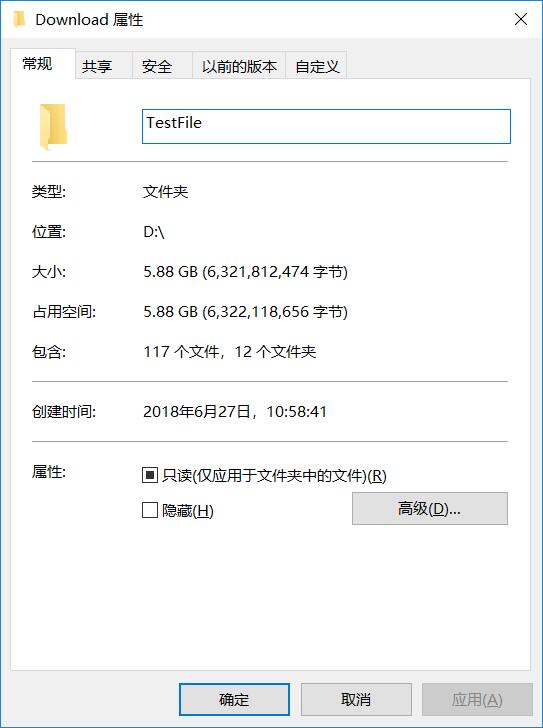 Download 属性
常规 共享 安全 以前的版本 自定义
TestFile
类型: 文件夹
位置: D:\
大小: 5.88 GB (6,321,812,474 字节)
占用空间: 5.88 GB (6,322,118,656 字节)
包含: 117 个文件，12 个文件夹
创建时间: 2018年6月27日，10:58:41
属性: 只读(仅应用于文件夹中的文件)(R)
隐藏(H) 高级(D)...
确定 取消 应用(A)